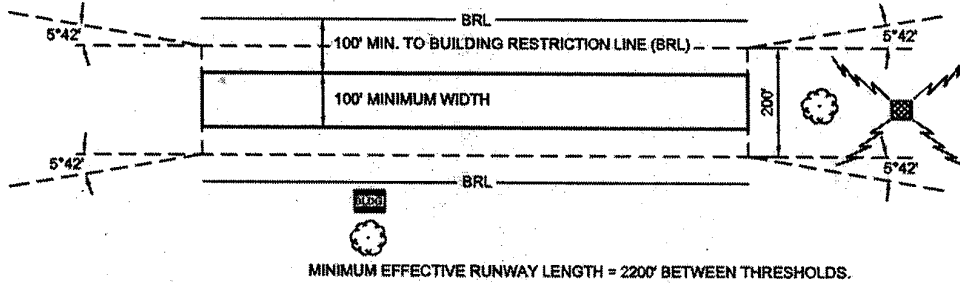 BRL
5°42'
5°42'
100' MIN. TO BUILDING RESTRICTION LINE (BRL)
100' MINIMUM WIDTH
200'
5°42'
5°42'
BRL
BLDG
MINIMUM EFFECTIVE RUNWAY LENGTH = 2200' BETWEEN THRESHOLDS.